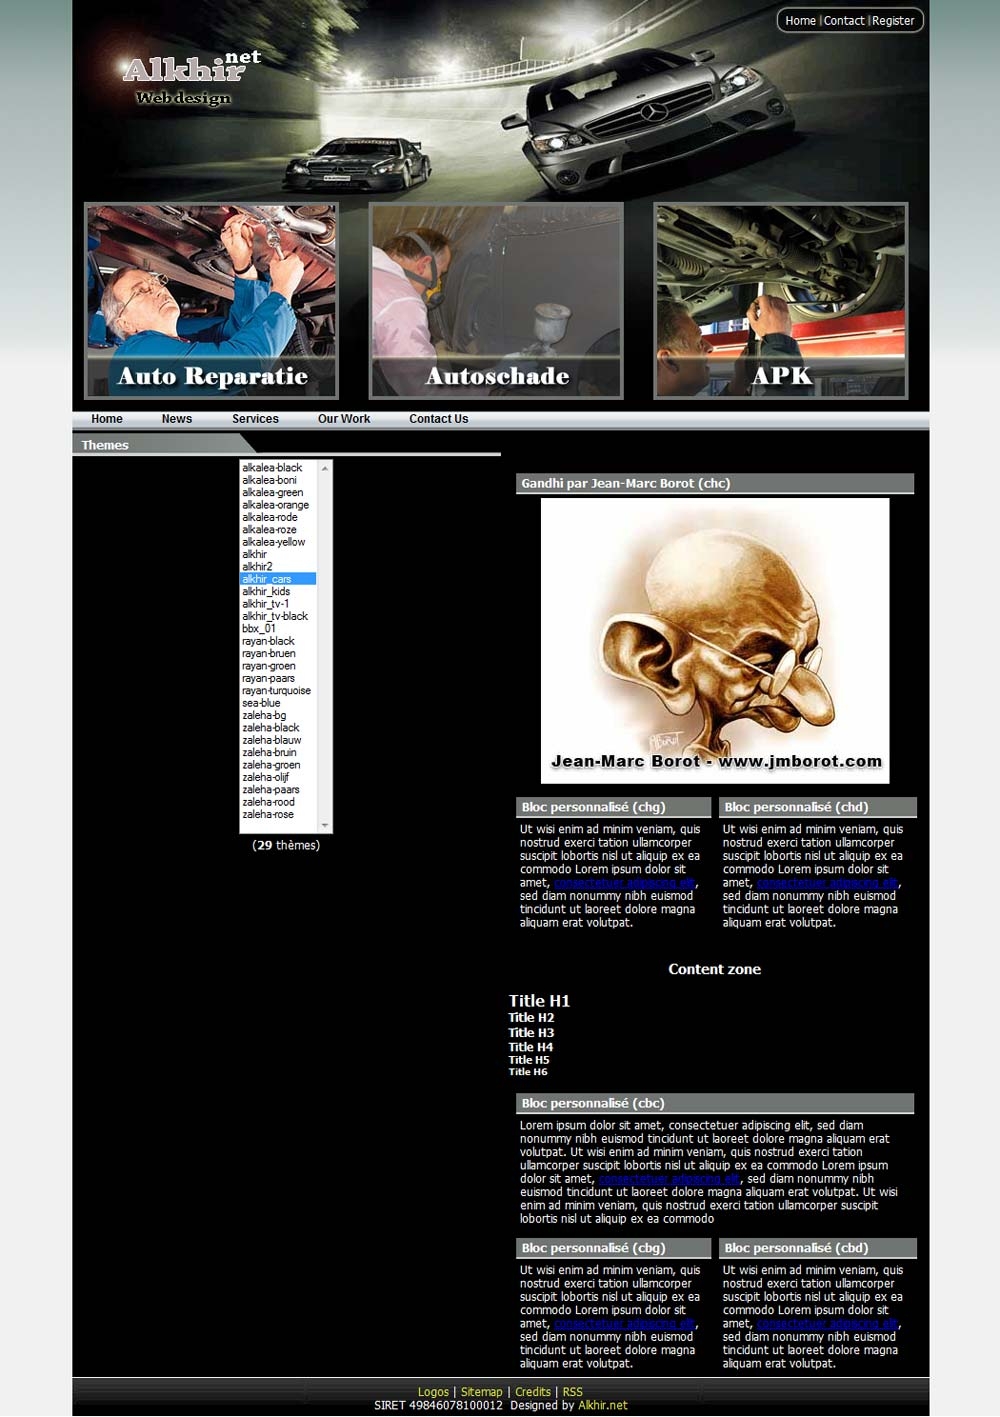 Home | Contact | Register
Alkhir net
Webdesign
Auto Reparatie
Autoschade
APK
Home News Services Our Work Contact Us
Themes
alkalea-black
alkalea-boni
alkalea-green
alkalea-orange
alkalea-rode
alkalea-roze
alkalea-yellow
alkhir
alkhir2
alkhir_cars
alkhir_kids
alkhir_tv-1
alkhir_tv-black
bbx_01
rayan-black
rayan-bruen
rayan-groen
rayan-paars
rayan-turquoise
sea-blue
zaleha-bg
zaleha-black
zaleha-blauw
zaleha-bruin
zaleha-groen
zaleha-olijf
zaleha-paars
zaleha-rood
zaleha-rose
(29 thèmes)
Gandhi par Jean-Marc Borot (chc)
Jean-Marc Borot - www.jmborot.com
Bloc personnalisé (chg)
Ut wisi enim ad minim veniam, quis
nostrud exerci tation ullamcorper
suscipit lobortis nisl ut aliquip ex ea
commodo Lorem ipsum dolor sit
amet, consectetuer adipiscing elit,
sed diam nonummy nibh euismod
tincidunt ut laoreet dolore magna
aliquam erat volutpat.
Bloc personnalisé (chd)
Ut wisi enim ad minim veniam, quis
nostrud exerci tation ullamcorper
suscipit lobortis nisl ut aliquip ex ea
commodo Lorem ipsum dolor sit
amet, consectetuer adipiscing elit,
sed diam nonummy nibh euismod
tincidunt ut laoreet dolore magna
aliquam erat volutpat.
Content zone
Title H1
Title H2
Title H3
Title H4
Title H5
Title H6
Bloc personnalisé (cbc)
Lorem ipsum dolor sit amet, consectetuer adipiscing elit, sed diam
nonummy nibh euismod tincidunt ut laoreet dolore magna aliquam erat
volutpat. Ut wisi enim ad minim veniam, quis nostrud exerci tation
ullamcorper suscipit lobortis nisl ut aliquip ex ea commodo Lorem ipsum
dolor sit amet, consectetuer adipiscing elit, sed diam nonummy nibh
euismod tincidunt ut laoreet dolore magna aliquam erat volutpat. Ut wisi
enim ad minim veniam, quis nostrud exerci tation ullamcorper suscipit
lobortis nisl ut aliquip ex ea commodo
Bloc personnalisé (cbg)
Ut wisi enim ad minim veniam, quis
nostrud exerci tation ullamcorper
suscipit lobortis nisl ut aliquip ex ea
commodo Lorem ipsum dolor sit
amet, consectetuer adipiscing elit,
sed diam nonummy nibh euismod
tincidunt ut laoreet dolore magna
aliquam erat volutpat.
Bloc personnalisé (cbd)
Ut wisi enim ad minim veniam, quis
nostrud exerci tation ullamcorper
suscipit lobortis nisl ut aliquip ex ea
commodo Lorem ipsum dolor sit
amet, consectetuer adipiscing elit,
sed diam nonummy nibh euismod
tincidunt ut laoreet dolore magna
aliquam erat volutpat.
Logos | Sitemap | Credits | RSS
SIRET 49846078100012 Designed by Alkhir.net